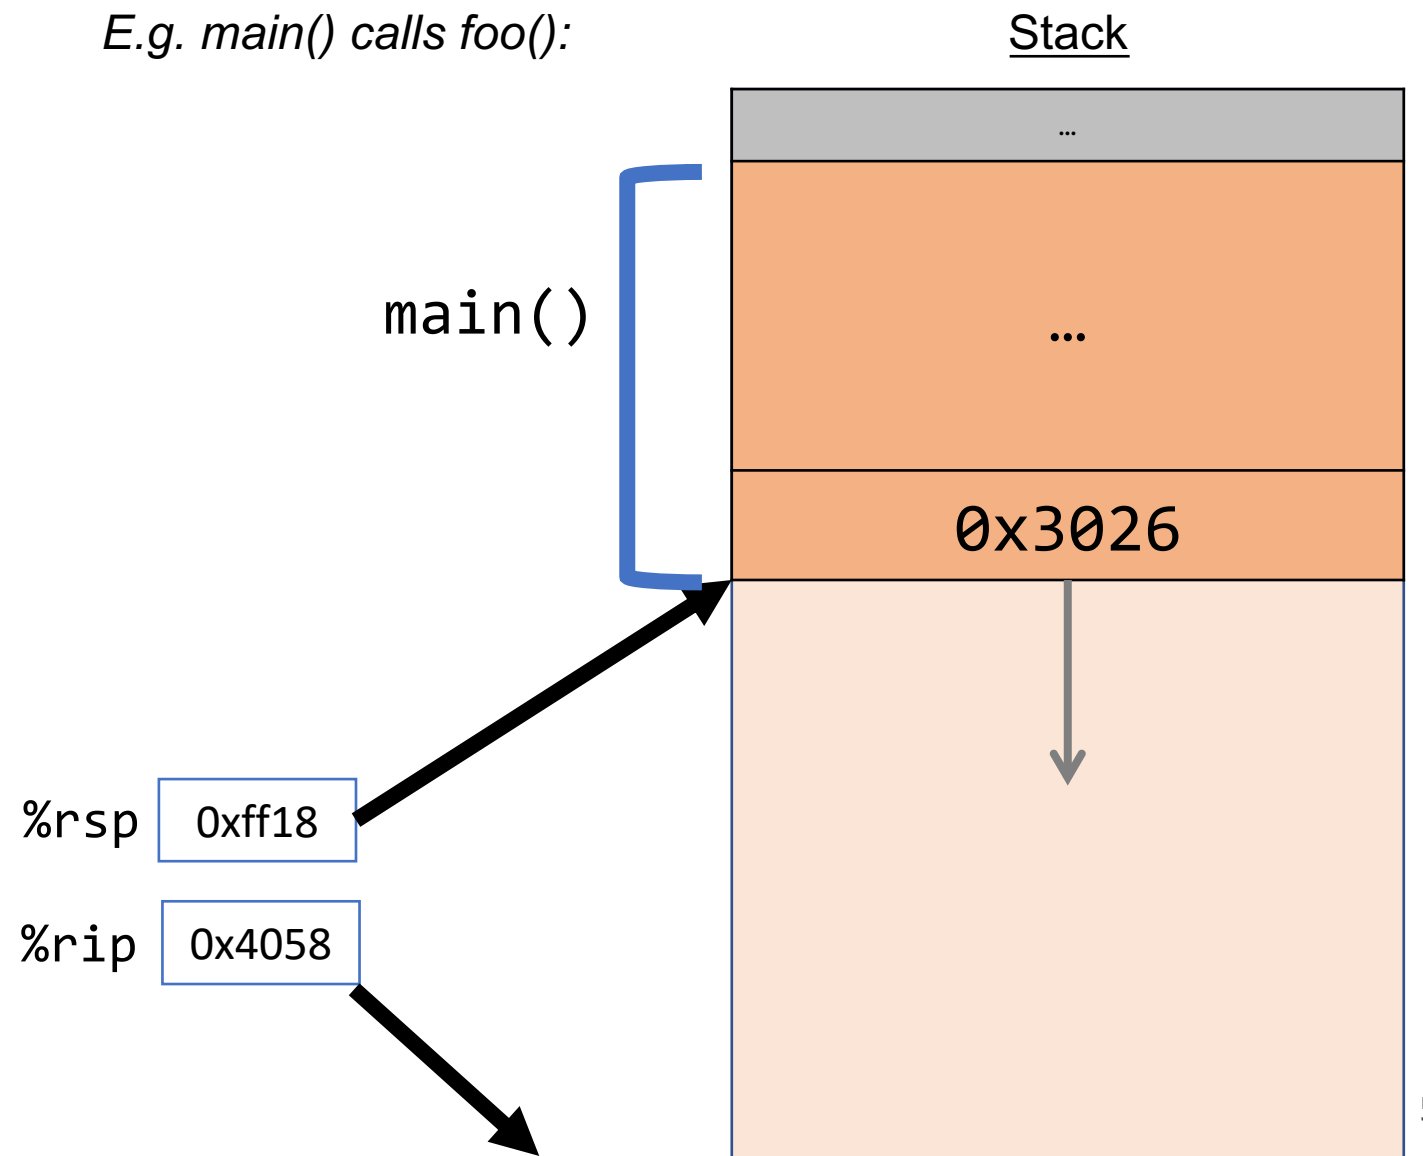 E.g. main() calls foo():
Stack
…
main()
…
0x3026
%rsp 0xff18
%rip 0x4058